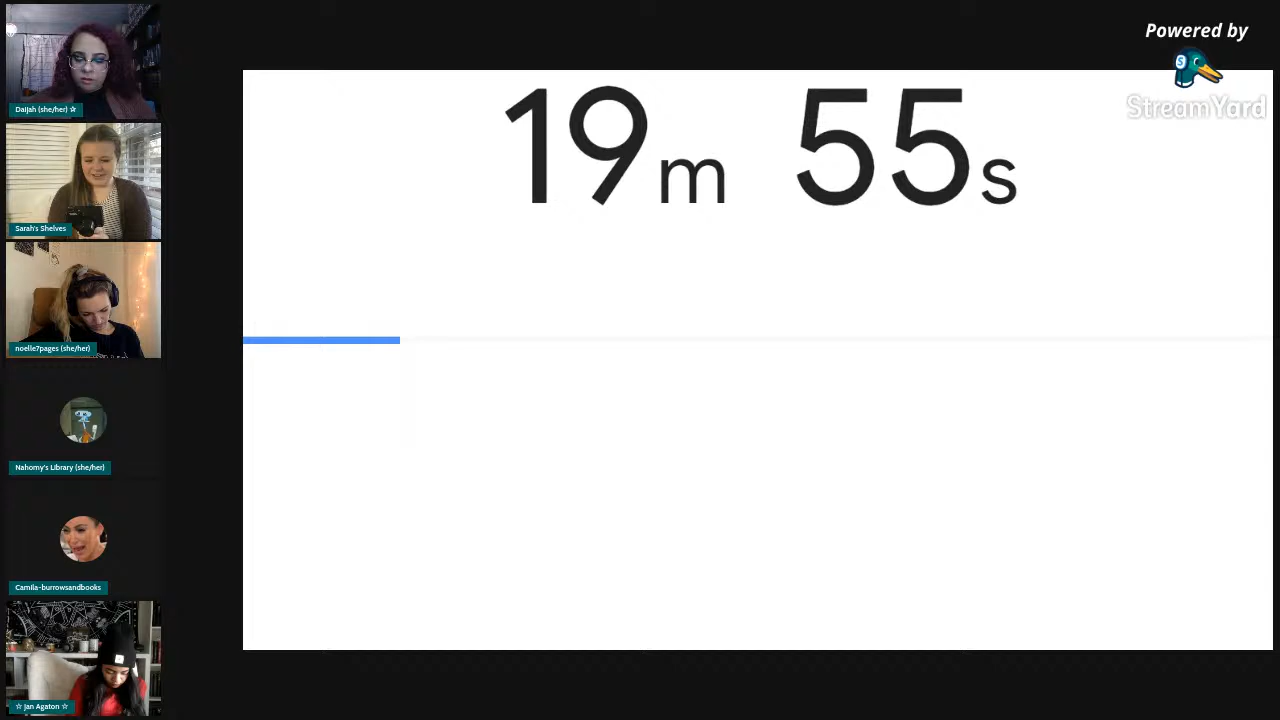 Powered by
StreamYard
19m 55s
Daijah (she/her) ☆
Sarah's Shelves
noelle7pages (she/her)
Nahomy's Library (she/her)
Camila-burrowsandbooks
☆ Jan Agaton ☆